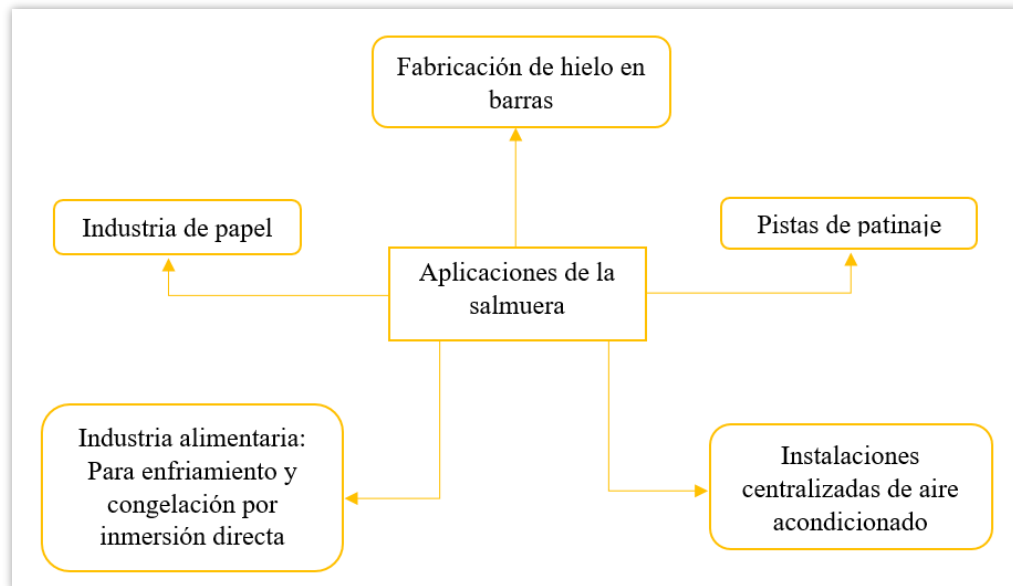 Fabricación de hielo en
barras
Industria de papel
Pistas de patinaje
Aplicaciones de la
salmuera
Industria alimentaria:
Para enfriamiento y
congelación por
inmersión directa
Instalaciones
centralizadas de aire
acondicionado